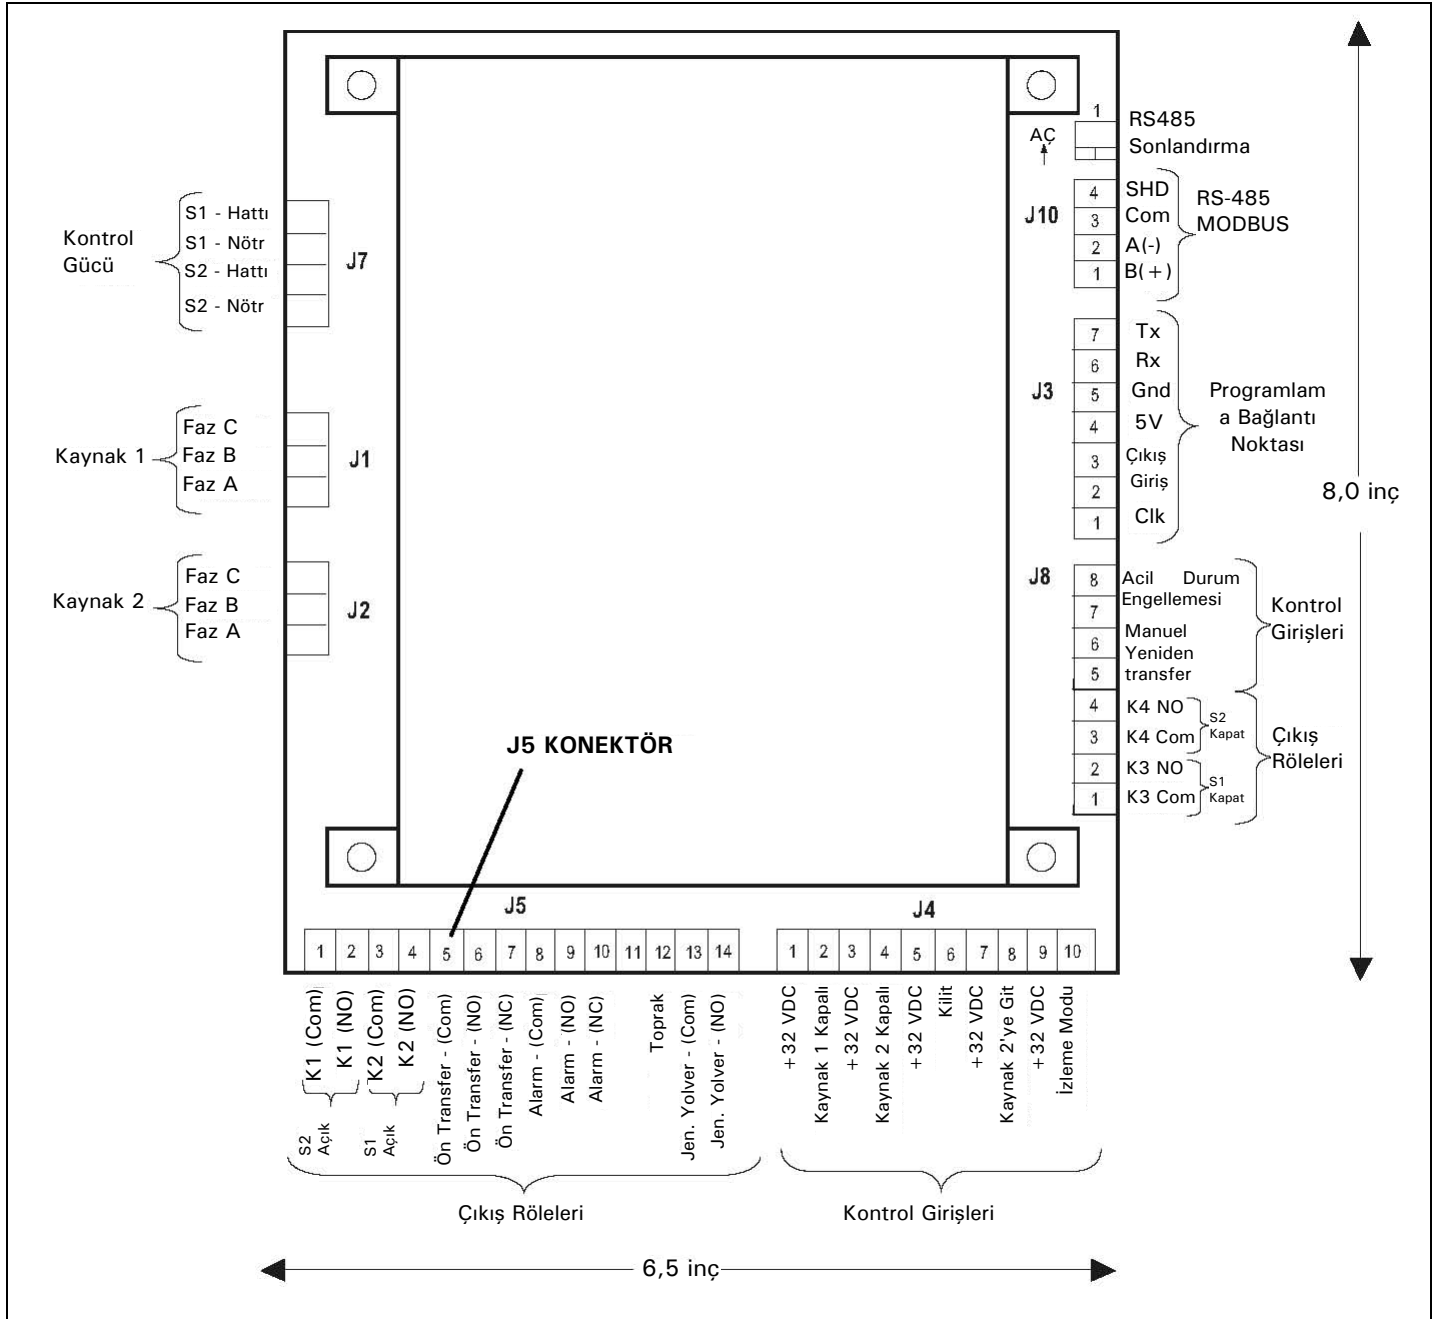 1
RS485
Sonlandırma
AÇ
J10
4
SHD
3
Com
2
A(-)
1
B(+)
RS-485
MODBUS
Kontrol
Gücü
S1 - Hattı
S1 - Nötr
S2 - Hattı
S2 - Nötr
J7
J3
7
Tx
6
Rx
5
Gnd
4
5V
3
Çıkış
2
Giriş
1
Clk
Programlam
a Bağlantı
Noktası
8,0 inç
Kaynak 1
Faz C
Faz B
Faz A
J1
Kaynak 2
Faz C
Faz B
Faz A
J2
J8
8
Acil Durum
7
Engellemesi
6
Manuel
Yeniden
5
transfer
Kontrol
Girişleri
4
K4 NO
3
K4 Com
S2
Kapat
2
K3 NO
1
K3 Com
S1
Kapat
Çıkış
Röleleri
J5 KONEKTÖR
J5
1 2 3 4 5 6 7 8 9 10 11 12 13 14
J4
1 2 3 4 5 6 7 8 9 10
K1 (Com)
K1 (NO)
K2 (Com)
K2 (NO)
S2
Açık
S1
Açık
Ön Transfer - (Com)
Ön Transfer - (NO)
Ön Transfer - (NC)
Alarm - (Com)
Alarm - (NO)
Alarm - (NC)
Toprak
Jen. Yolver - (Com)
Jen. Yolver - (NO)
+32 VDC
Kaynak 1 Kapalı
+32 VDC
Kaynak 2 Kapalı
+32 VDC
Kilit
+32 VDC
Kaynak 2'ye Git
+32 VDC
İzleme Modu
Çıkış Röleleri
Kontrol Girişleri
6,5 inç